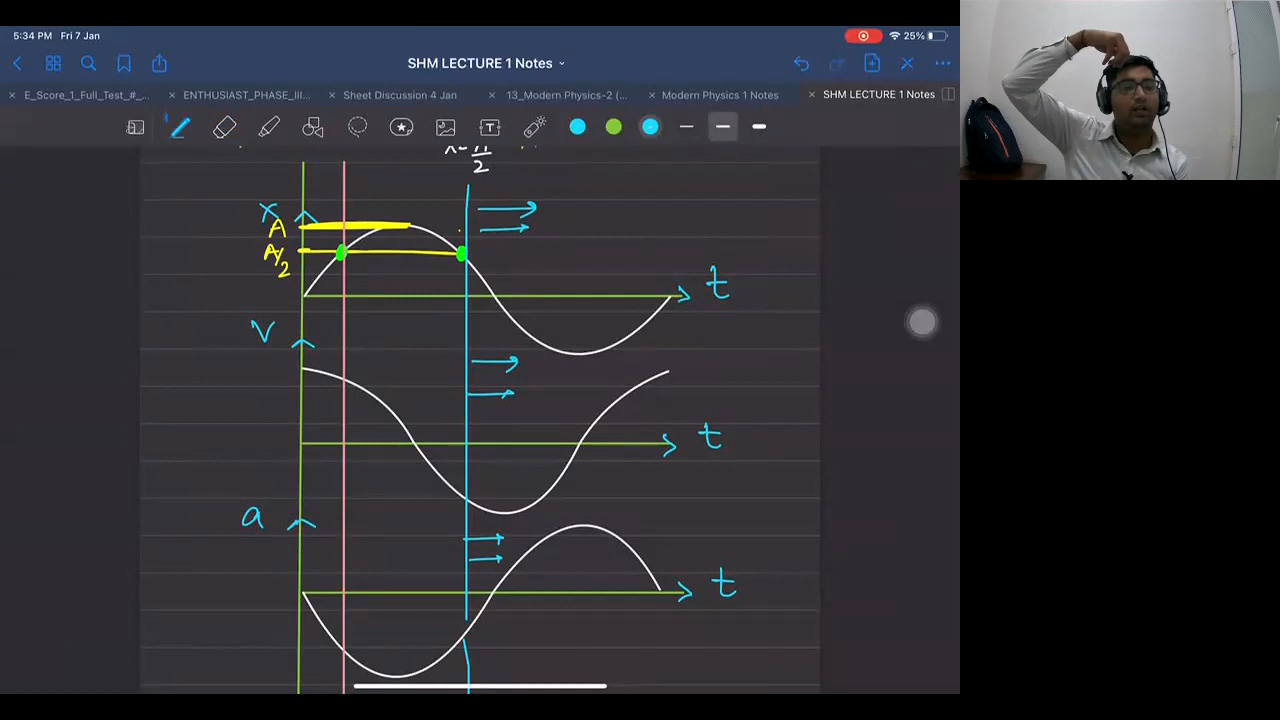 5:34 PM Fri 7 Jan
25%
SHM LECTURE 1 Notes
E_Score_1_Full_Test_#_...
ENTHUSIAST_PHASE_III...
Sheet Discussion 4 Jan
13_Modern Physics-2 (...
Modern Physics 1 Notes
SHM LECTURE 1 Notes
2
x
A
A/2
t
v
t
a
t